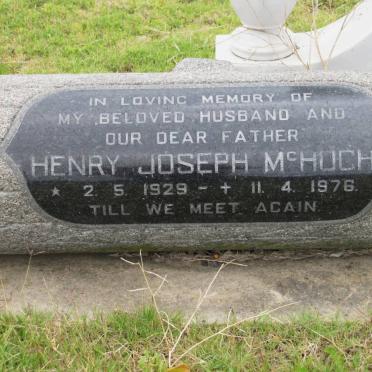 IN LOVING MEMORY OF
MY BELOVED HUSBAND AND
OUR DEAR FATHER
HENRY JOSEPH McHUGH
* 2.5.1929 - + 11.4.1976.
TILL WE MEET AGAIN.